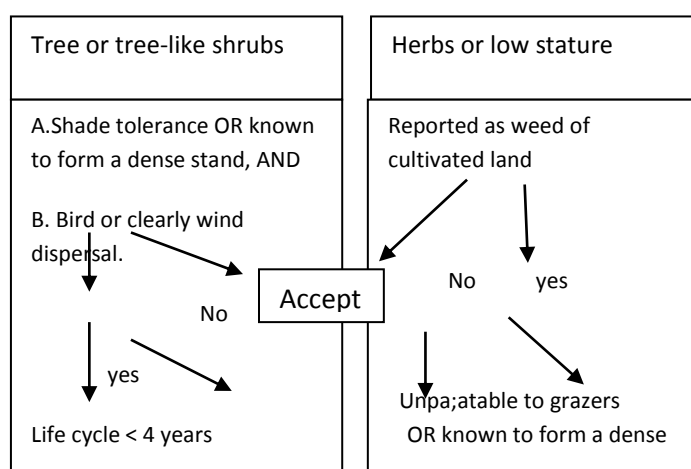 Tree or tree-like shrubs
A.Shade tolerance OR known
to form a dense stand, AND
B. Bird or clearly wind
dispersal.
No
yes
Life cycle < 4 years
Accept
Herbs or low stature
Reported as weed of
cultivated land
No yes
Unpa;atable to grazers
OR known to form a dense